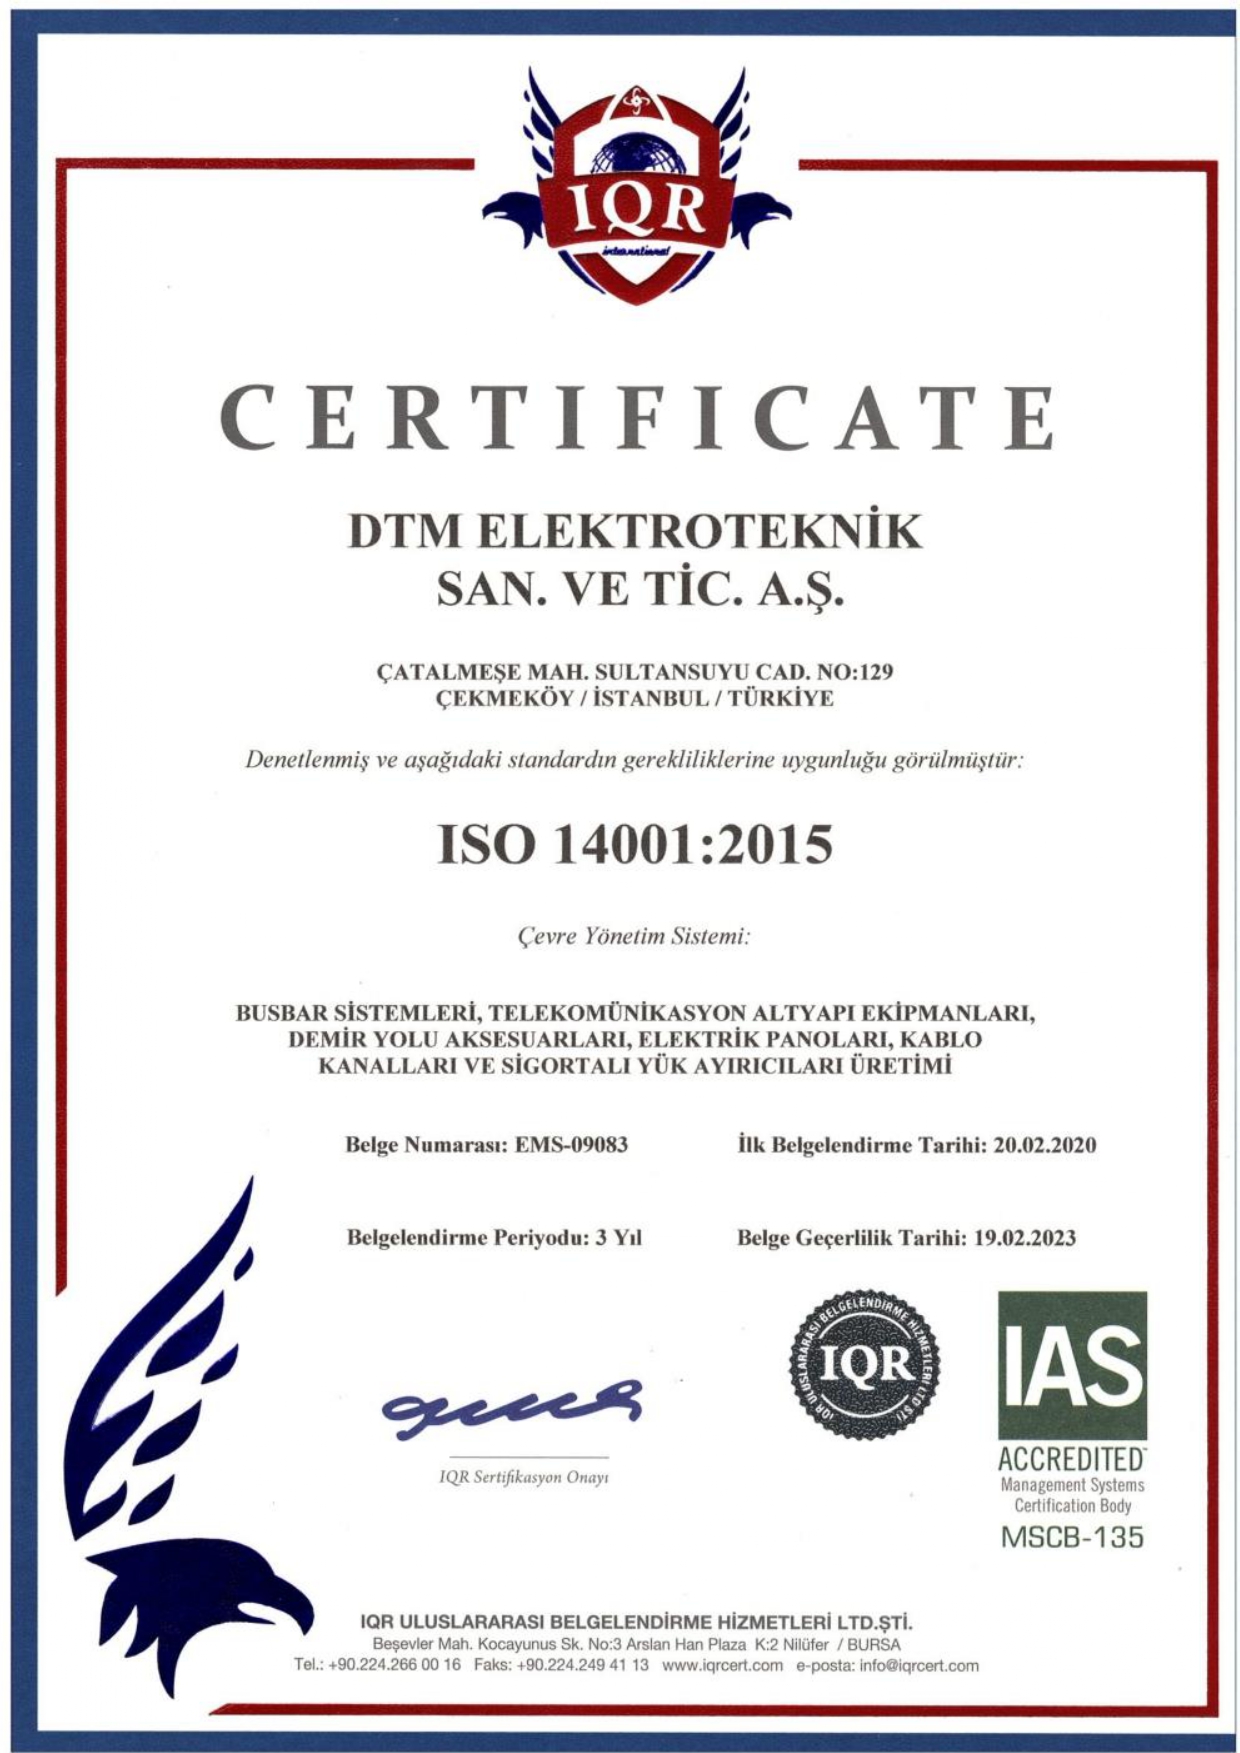 IQR
international
CERTIFICATE
DTM ELEKTROTEKNİK
SAN. VE TİC. A.Ş.
ÇATALMEŞE MAH. SULTANSUYU CAD. NO:129
ÇEKMEKÖY / İSTANBUL / TÜRKİYE
Denetlenmiş ve aşağıdaki standardın gerekliliklerine uygunluğu görülmüştür:
ISO 14001:2015
Çevre Yönetim Sistemi:
BUSBAR SİSTEMLERİ, TELEKOMÜNİKASYON ALTYAPI EKİPMANLARI,
DEMİR YOLU AKSESUARLARI, ELEKTRİK PANOLARI, KABLO
KANALLARI VE SİGORTALI YÜK AYIRICILARI ÜRETİMİ
Belge Numarası: EMS-09083
İlk Belgelendirme Tarihi: 20.02.2020
Belgelendirme Periyodu: 3 Yıl
Belge Geçerlilik Tarihi: 19.02.2023
IQR Sertifikasyon Onayı
IQR ULUSLARARASI BELGELENDİRME HİZMETLERİ LTD ŞTİ
IQR
IAS
ACCREDITED™
Management Systems
Certification Body
MSCB-135
IQR ULUSLARARASI BELGELENDİRME HİZMETLERİ LTD.ŞTİ.
Beşevler Mah. Kocayunus Sk. No:3 Arslan Han Plaza K:2 Nilüfer / BURSA
Tel.: +90.224.266 00 16 Faks: +90.224.249 41 13 www.iqrcert.com e-posta: info@iqrcert.com